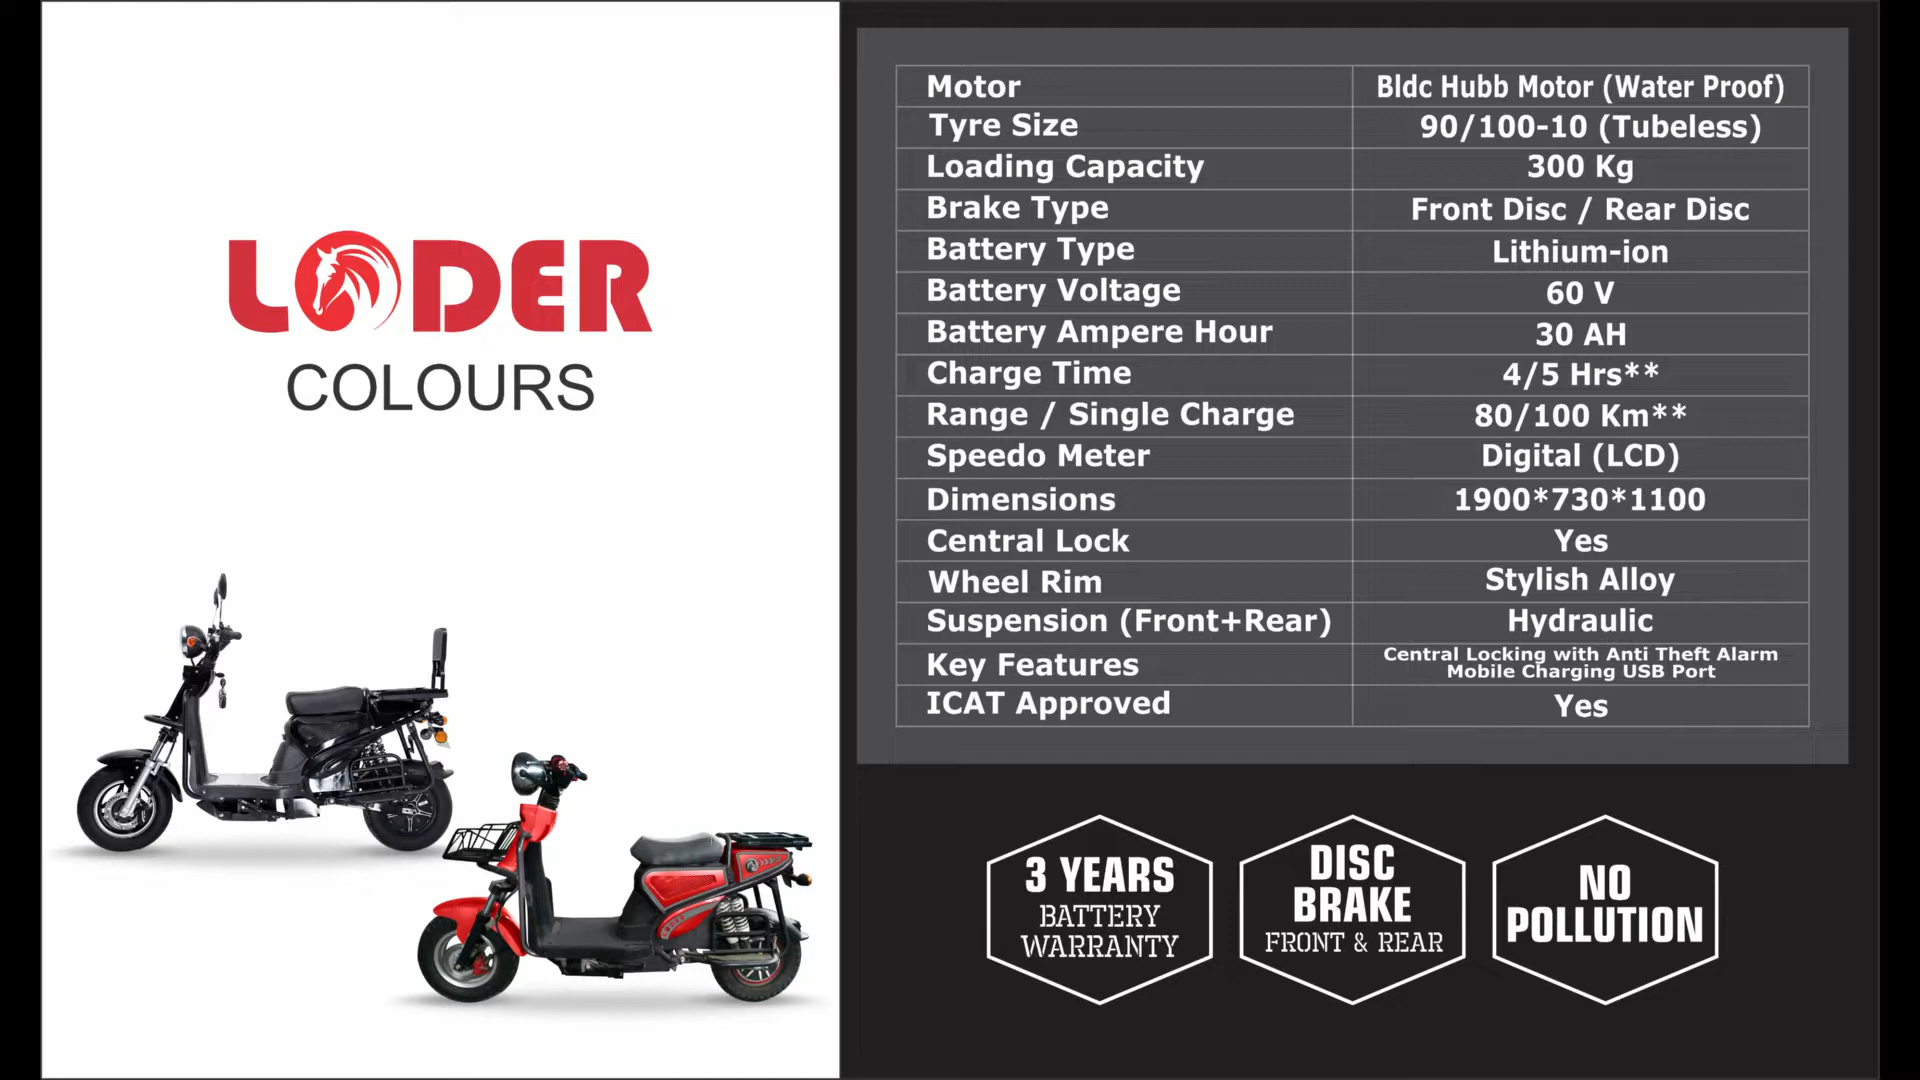 LODER
COLOURS
Motor Bldc Hubb Motor (Water Proof)
Tyre Size 90/100-10 (Tubeless)
Loading Capacity 300 Kg
Brake Type Front Disc / Rear Disc
Battery Type Lithium-ion
Battery Voltage 60 V
Battery Ampere Hour 30 AH
Charge Time 4/5 Hrs**
Range / Single Charge 80/100 Km**
Speedo Meter Digital (LCD)
Dimensions 1900*730*1100
Central Lock Yes
Wheel Rim Stylish Alloy
Suspension (Front+Rear) Hydraulic
Key Features Central Locking with Anti Theft Alarm
Mobile Charging USB Port
ICAT Approved Yes
3 YEARS
BATTERY
WARRANTY
DISC
BRAKE
FRONT & REAR
NO
POLLUTION